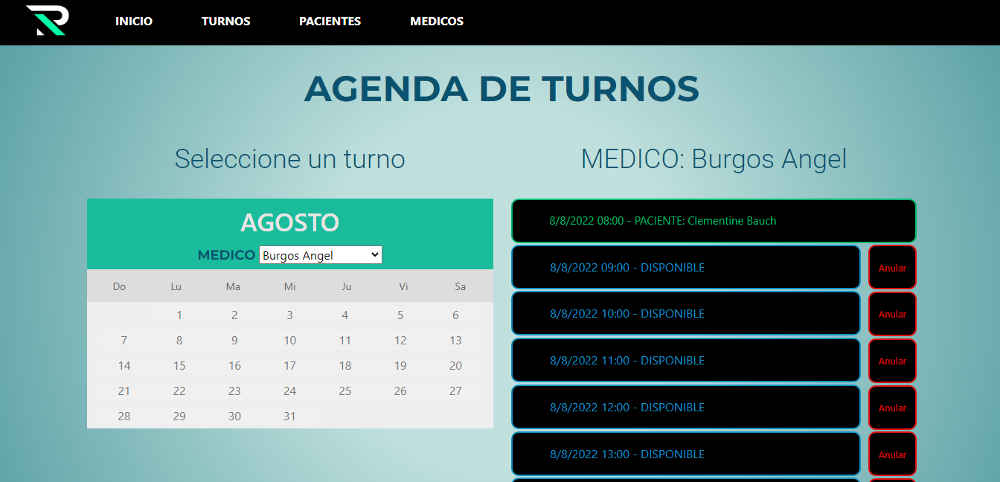 INICIO TURNOS PACIENTES MEDICOS
AGENDA DE TURNOS
Seleccione un turno
AGOSTO
MEDICO Burgos Angel
Do Lu Ma Mi Ju Vi Sa
1 2 3 4 5 6
7 8 9 10 11 12 13
14 15 16 17 18 19 20
21 22 23 24 25 26 27
28 29 30 31
MEDICO: Burgos Angel
8/8/2022 08:00 - PACIENTE: Clementine Bauch
8/8/2022 09:00 - DISPONIBLE Anular
8/8/2022 10:00 - DISPONIBLE Anular
8/8/2022 11:00 - DISPONIBLE Anular
8/8/2022 12:00 - DISPONIBLE Anular
8/8/2022 13:00 - DISPONIBLE Anular